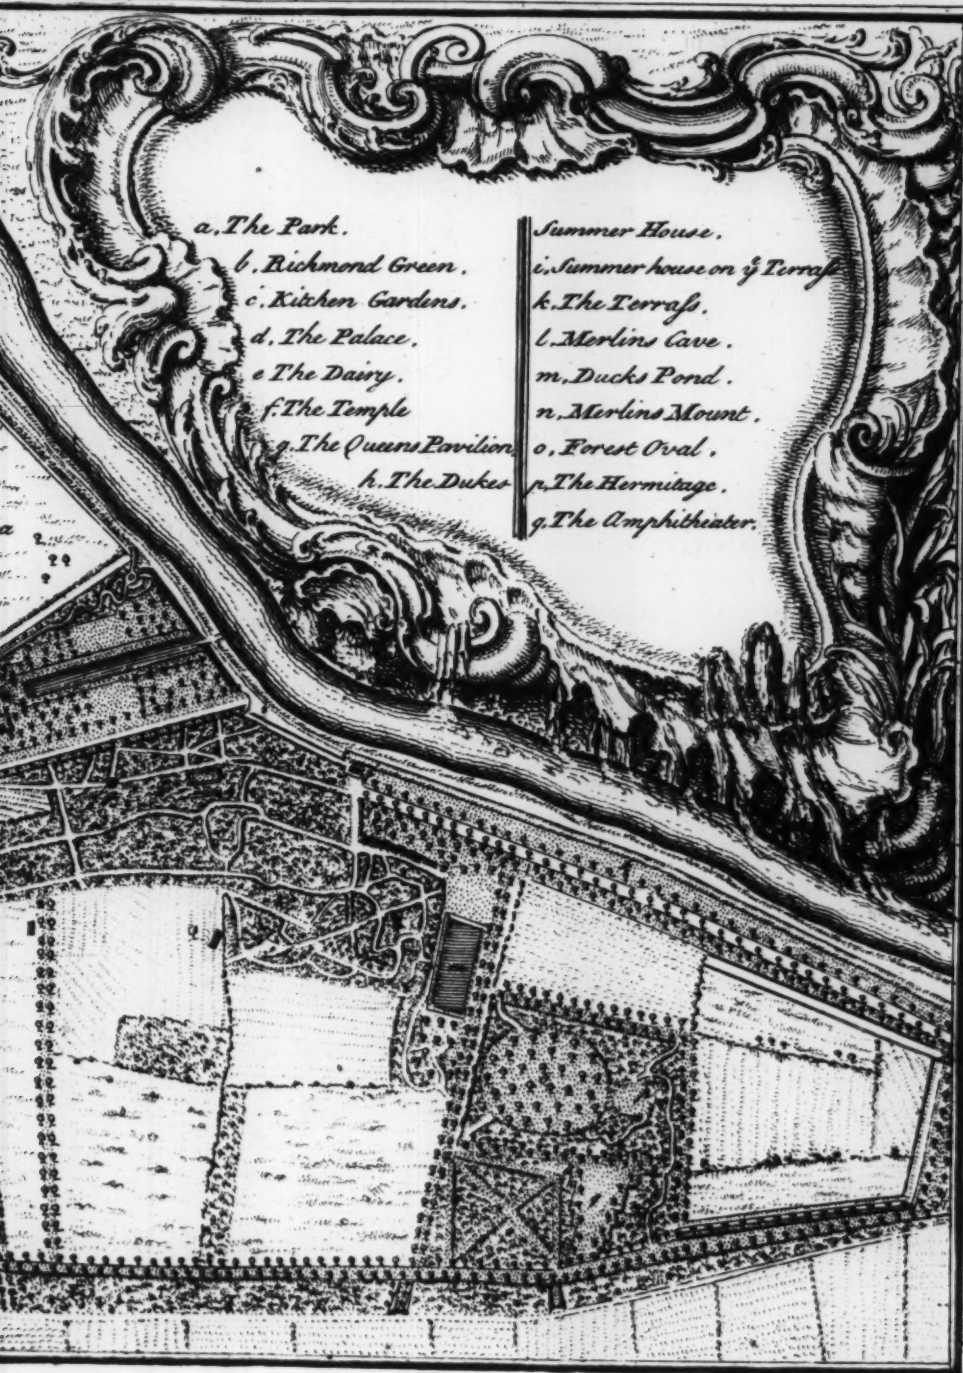 a. The Park.
b. Richmond Green.
c. Kitchen Gardens.
d. The Palace.
e The Dairy.
f. The Temple
g. The Queens Pavilion
h. The Dukes
Summer House.
i. Summer house on yͤ Terraſs
k. The Terraſs.
l. Merlins Cave.
m. Ducks Pond.
n. Merlins Mount.
o. Forest Oval.
p. The Hermitage.
q. The Amphitheater.
a